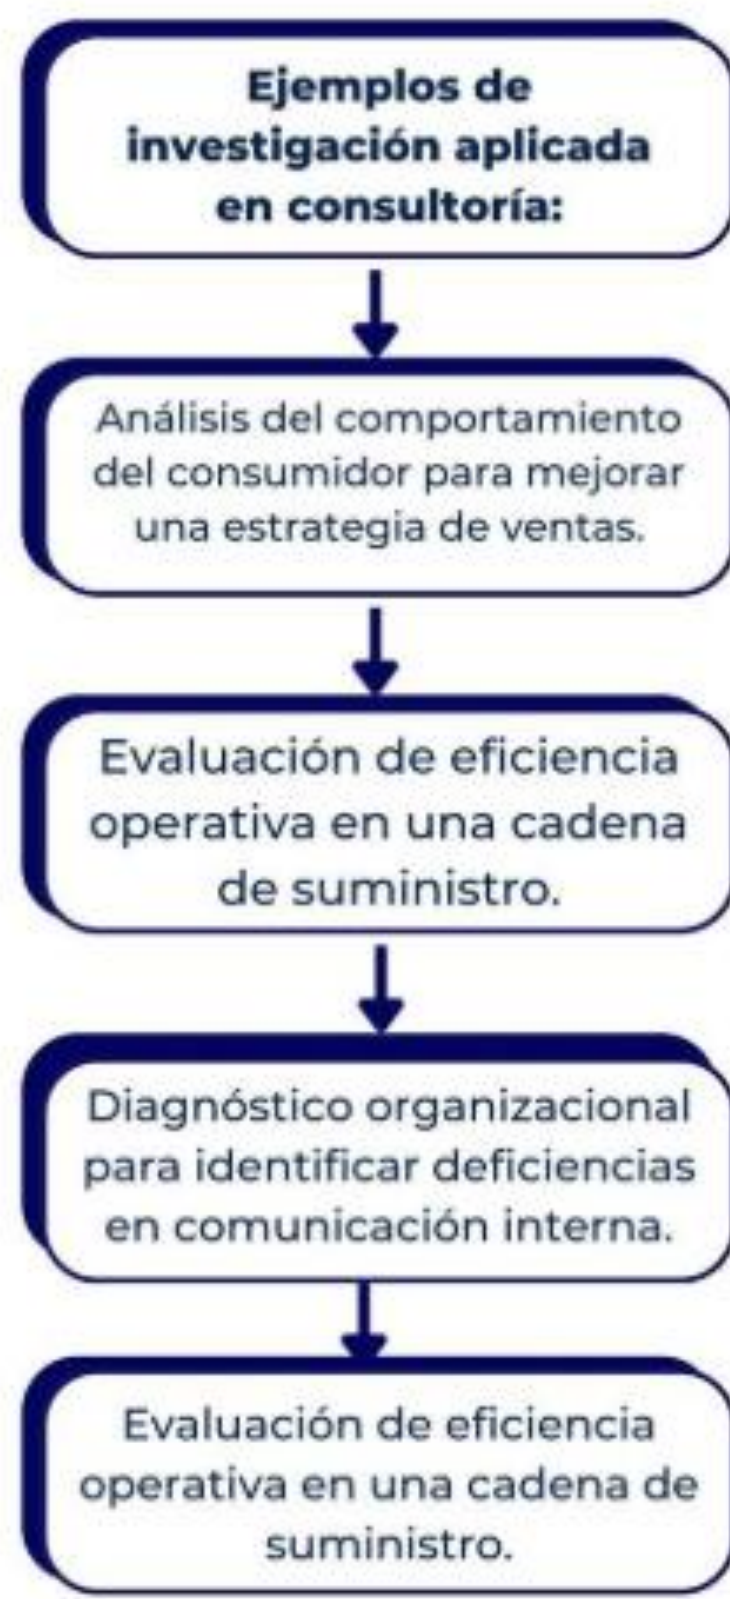 Ejemplos de
investigación aplicada
en consultoría:
Análisis del comportamiento
del consumidor para mejorar
una estrategia de ventas.
Evaluación de eficiencia
operativa en una cadena
de suministro.
Diagnóstico organizacional
para identificar deficiencias
en comunicación interna.
Evaluación de eficiencia
operativa en una cadena de
suministro.